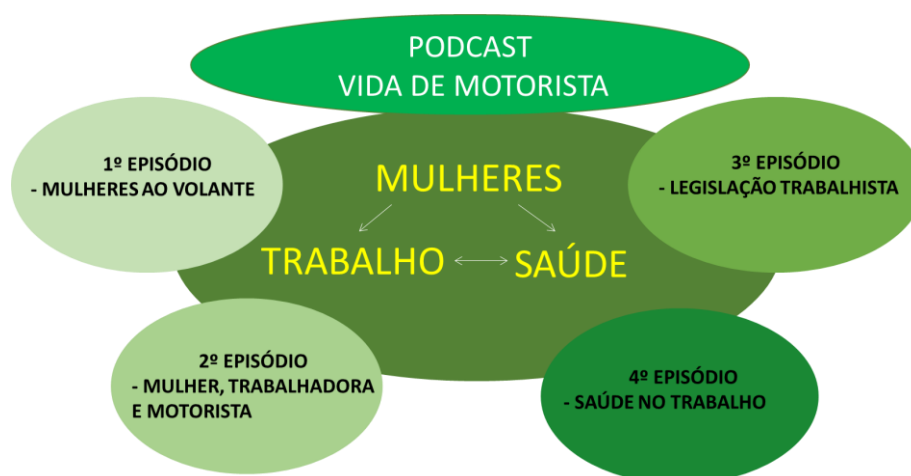 PODCAST
VIDA DE MOTORISTA
1º EPISÓDIO
- MULHERES AO VOLANTE
MULHERES
TRABALHO
SAÚDE
3º EPISÓDIO
- LEGISLAÇÃO TRABALHISTA
2º EPISÓDIO
- MULHER, TRABALHADORA
E MOTORISTA
4º EPISÓDIO
- SAÚDE NO TRABALHO